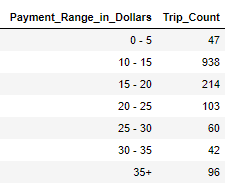 Payment_Range_in_Dollars Trip_Count
0 - 5 47
10 - 15 938
15 - 20 214
20 - 25 103
25 - 30 60
30 - 35 42
35+ 96